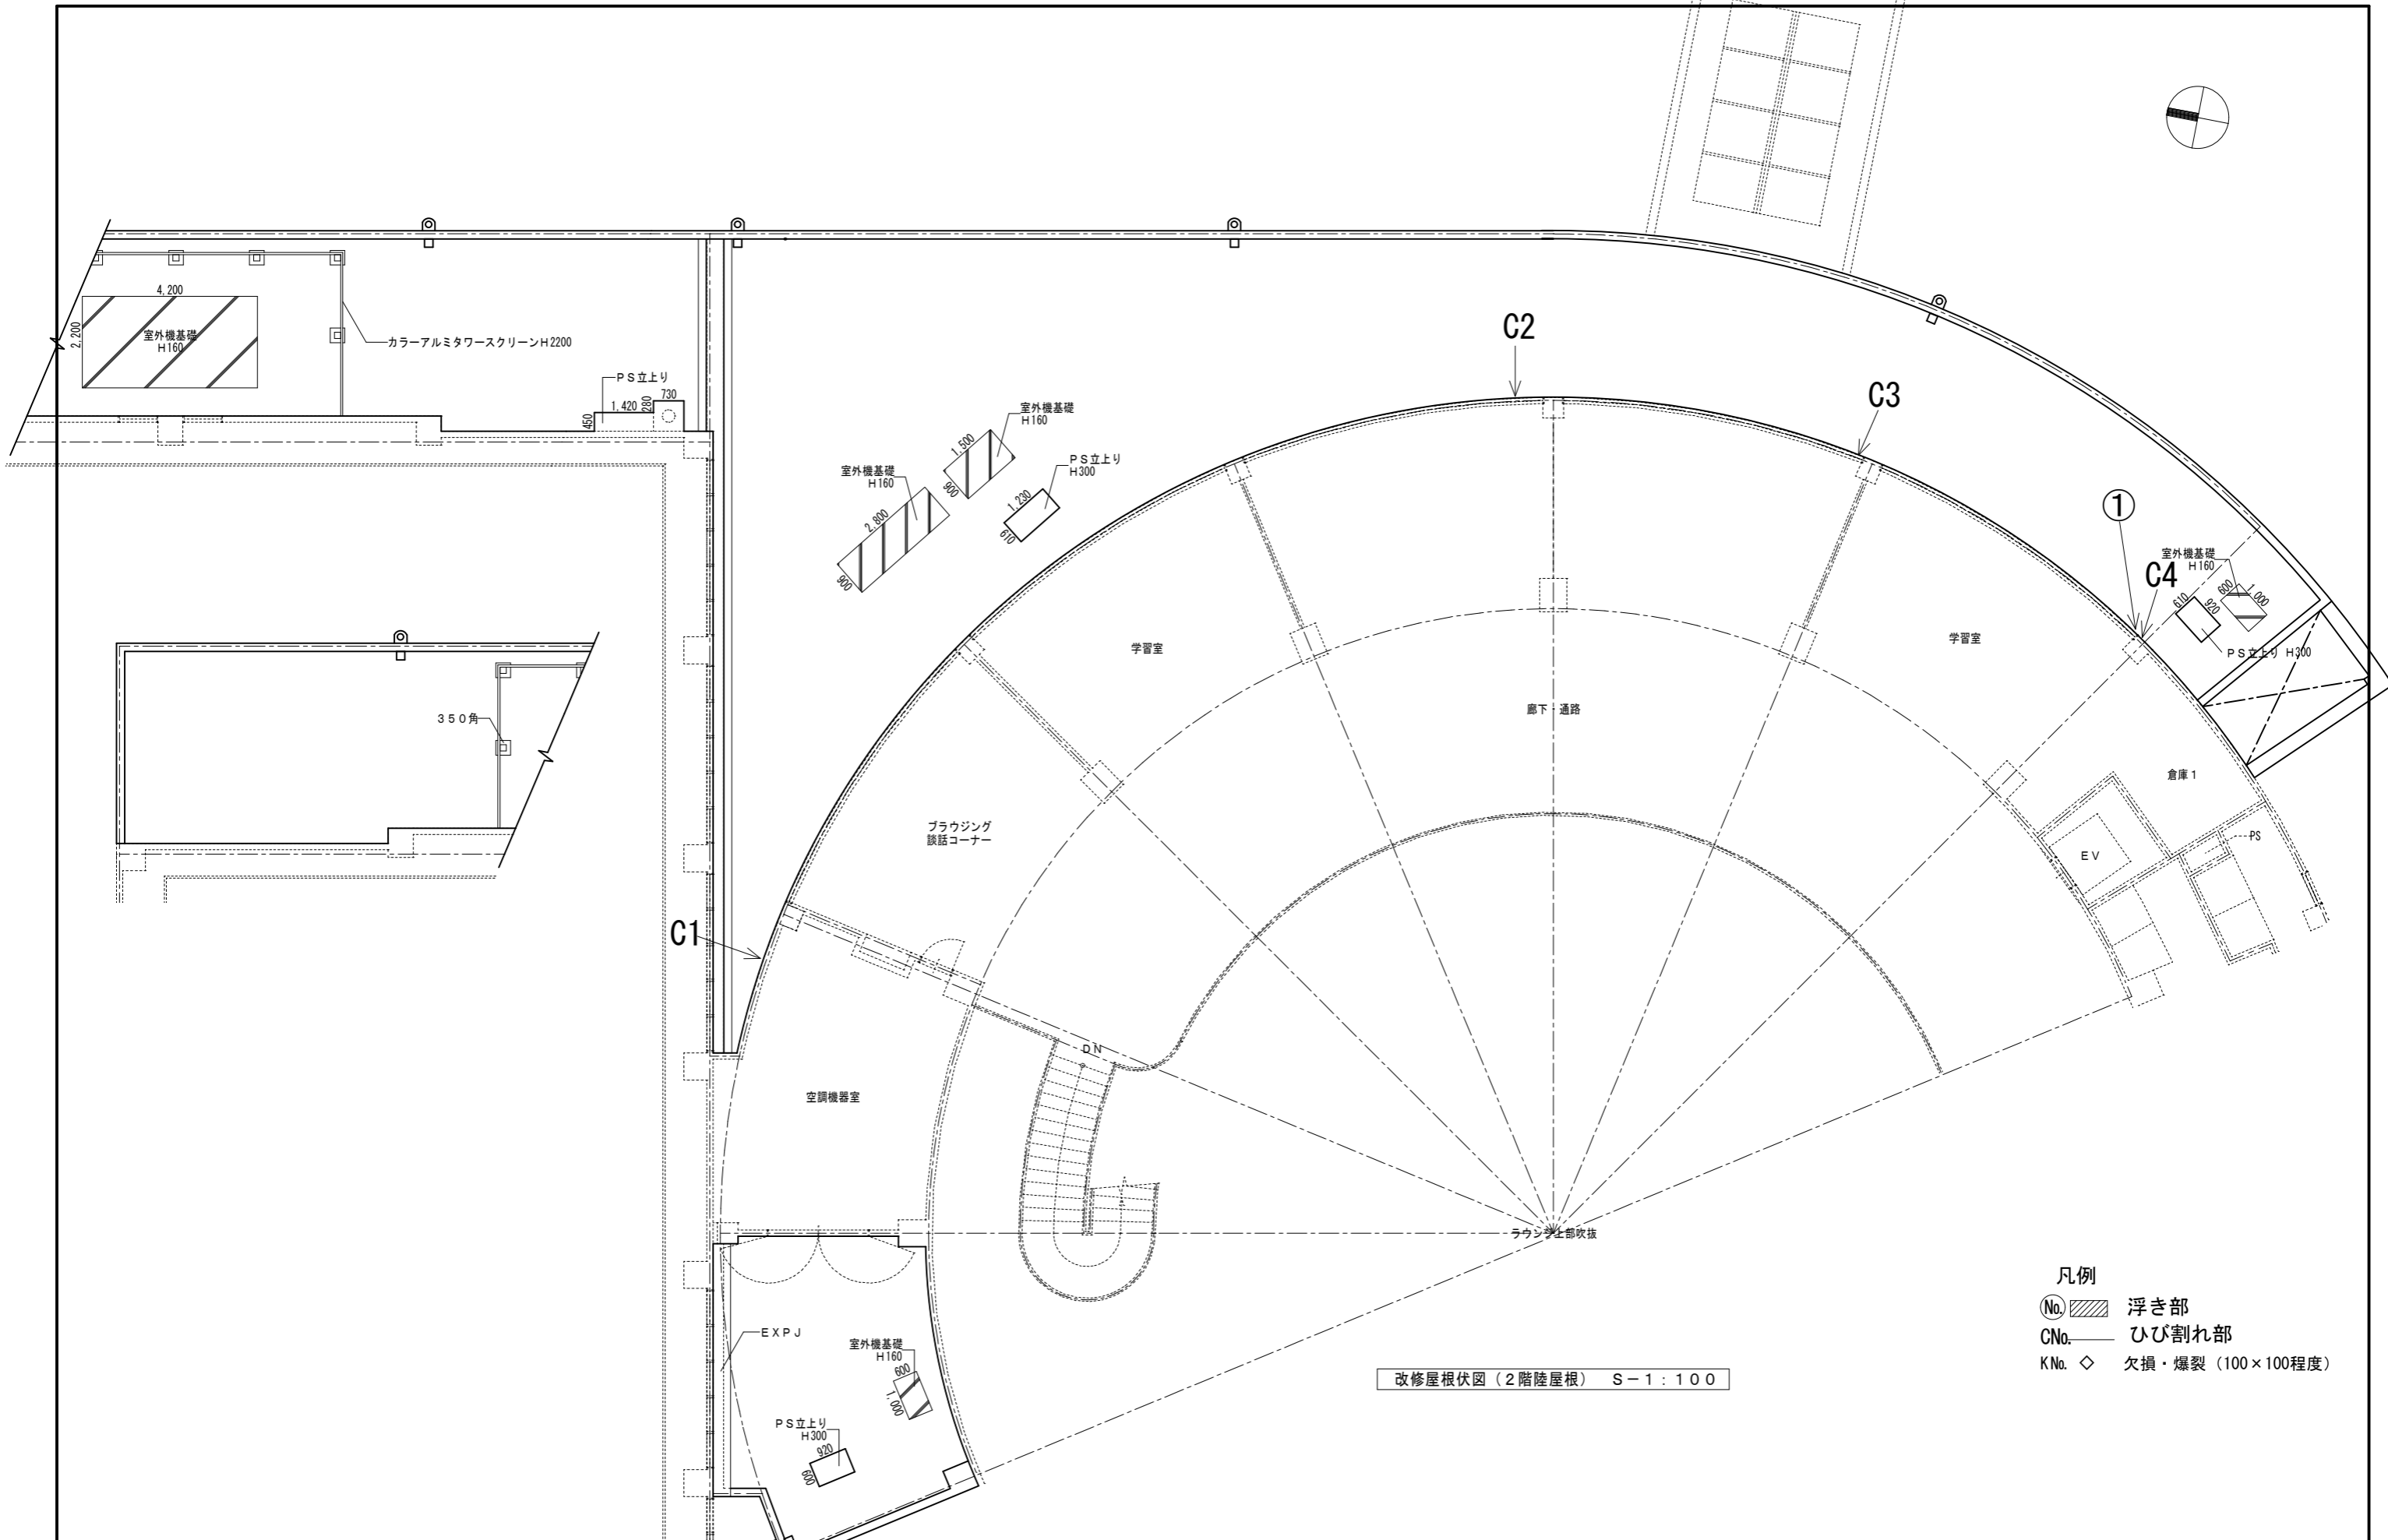 4,200
2,200
室外機基礎
H160
カラーアルミタワースクリーンH2200
PS立上り
1,420
450
280
730
C2
C3
室外機基礎
H160
1,500
900
室外機基礎
H160
2,800
900
PS立上り
H300
1,230
610
①
室外機基礎
H160
C4
600
1,000
610
920
PS立上り H300
学習室
学習室
廊下・通路
350角
ブラウジング
談話コーナー
倉庫1
PS
EV
C1
DN
空調機器室
ラウンジ上部吹抜
EXPJ
室外機基礎
H160
600
1,000
PS立上り
H300
920
600
改修屋根伏図(2階陸屋根) S-1:100
凡例
No. 浮き部
CNo. ひび割れ部
KNo. ◇ 欠損・爆裂(100×100程度)